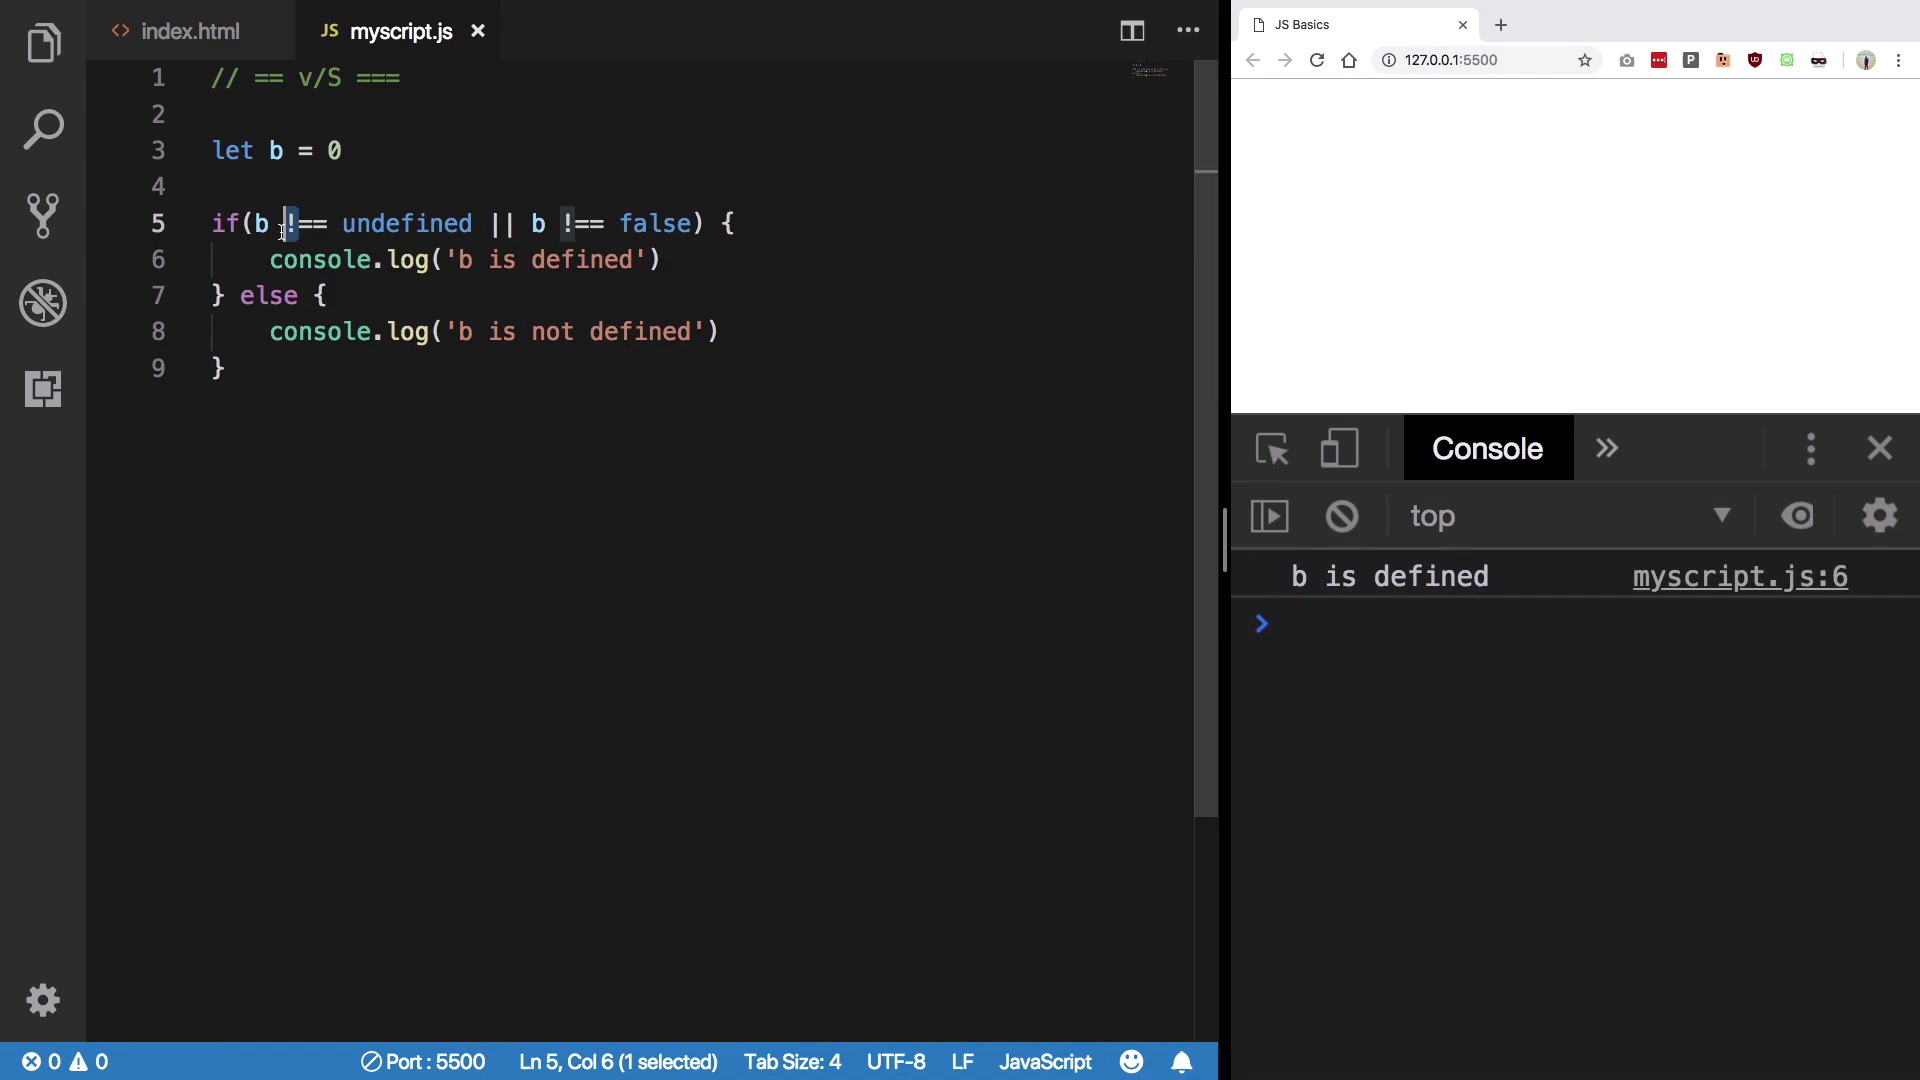 index.html
JS myscript.js
1 // == v/S ===
2
3 let b = 0
4
5 if(b !== undefined || b !== false) {
6 console.log('b is defined')
7 } else {
8 console.log('b is not defined')
9 }
0 0
Port : 5500
Ln 5, Col 6 (1 selected)
Tab Size: 4
UTF-8
LF
JavaScript
JS Basics
127.0.0.1:5500
Console
top
b is defined myscript.js:6